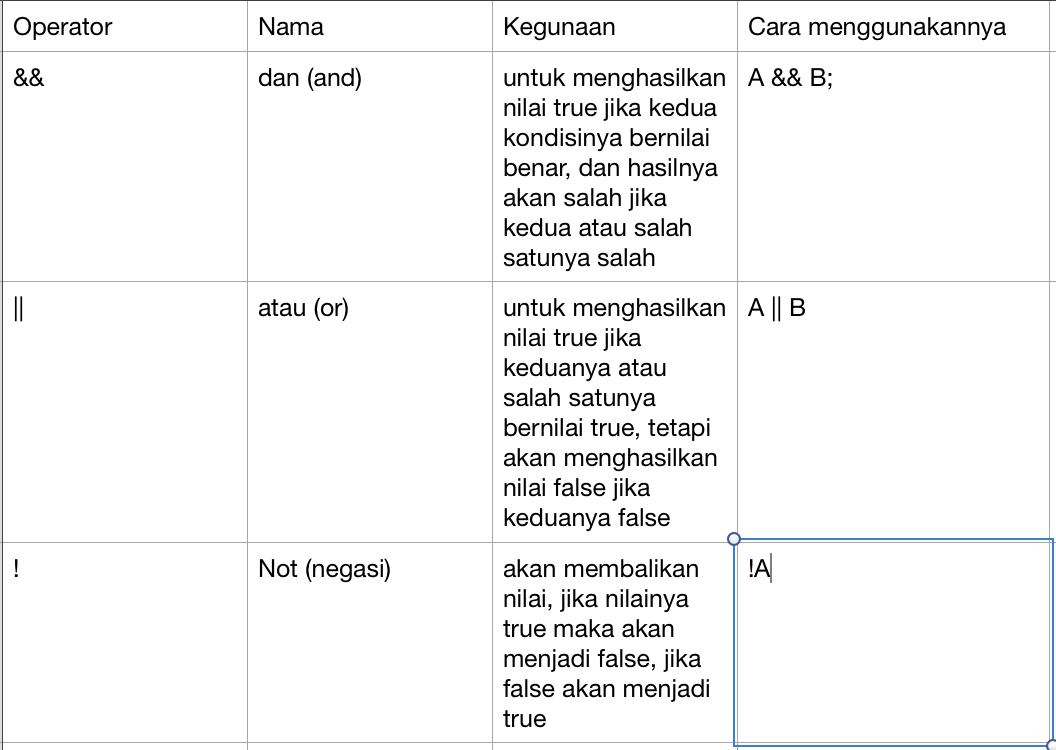 Operator
Nama
Kegunaan
Cara menggunakannya
&&
dan (and)
untuk menghasilkan
nilai true jika kedua
kondisinya bernilai
benar, dan hasilnya
akan salah jika
kedua atau salah
satunya salah
A && B;
||
atau (or)
untuk menghasilkan
nilai true jika
keduanya atau
salah satunya
bernilai true, tetapi
akan menghasilkan
nilai false jika
keduanya false
A || B
!
Not (negasi)
akan membalikan
nilai, jika nilainya
true maka akan
menjadi false, jika
false akan menjadi
true
!A